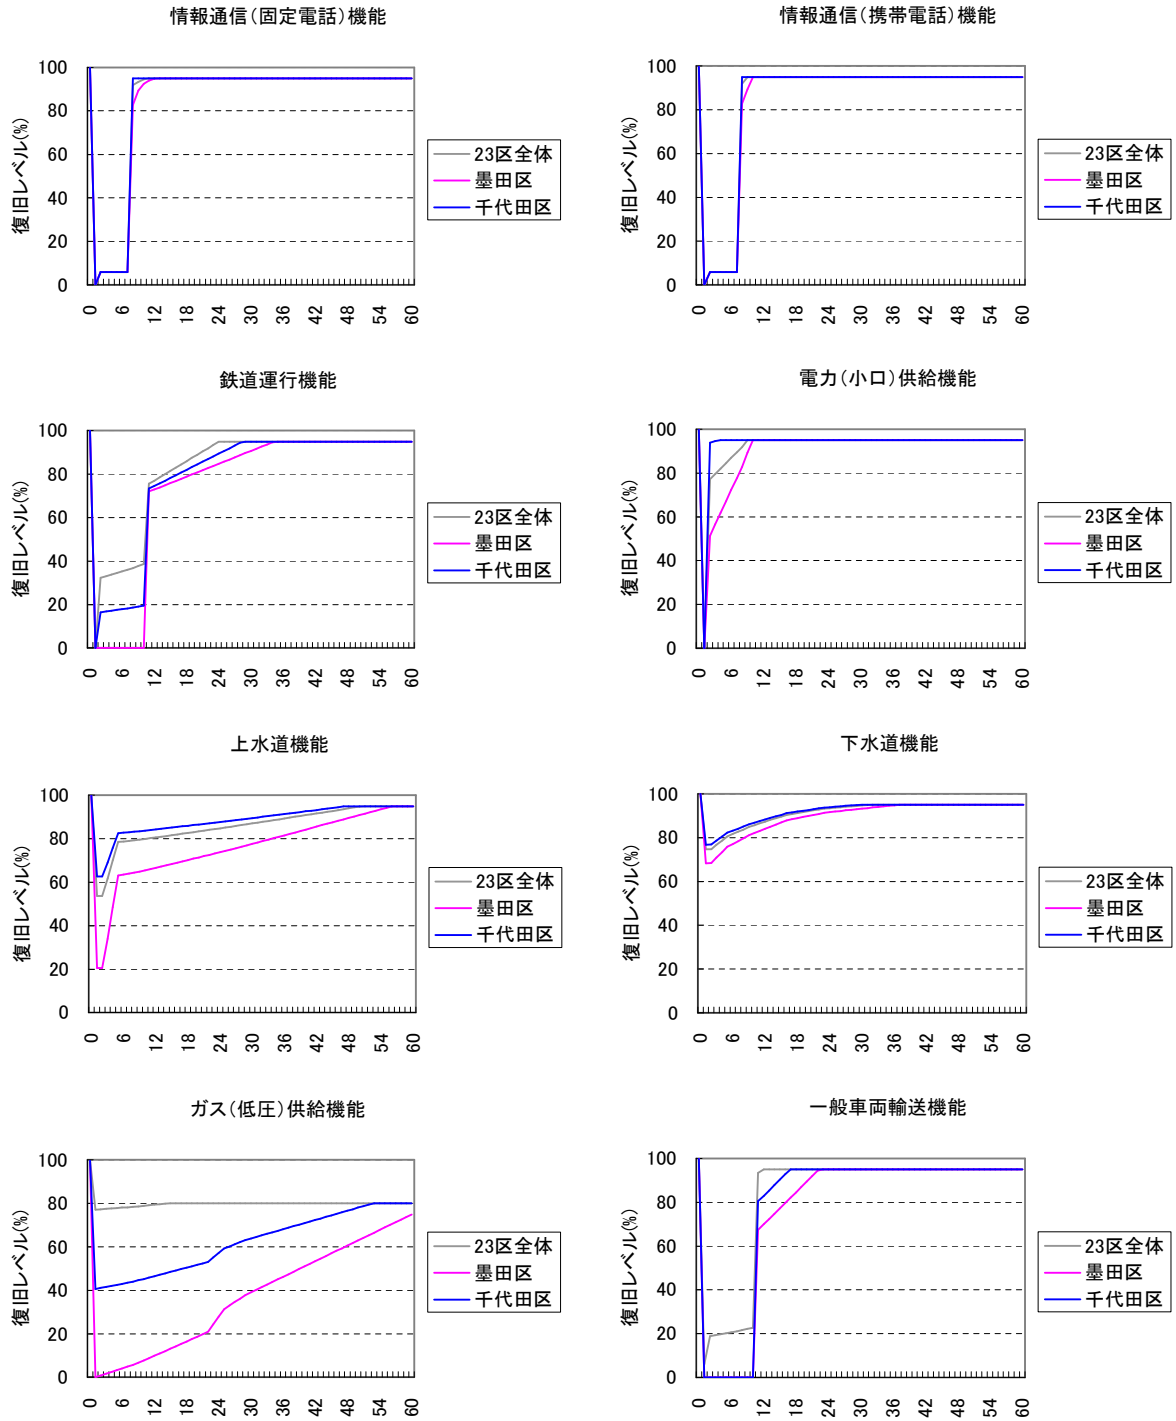 情報通信(固定電話)機能
100
80
60
40
20
0
復旧レベル(%)
0 6 12 18 24 30 36 42 48 54 60
23区全体
墨田区
千代田区
情報通信(携帯電話)機能
100
80
60
40
20
0
復旧レベル(%)
0 6 12 18 24 30 36 42 48 54 60
23区全体
墨田区
千代田区
鉄道運行機能
100
80
60
40
20
0
復旧レベル(%)
0 6 12 18 24 30 36 42 48 54 60
23区全体
墨田区
千代田区
電力(小口)供給機能
100
80
60
40
20
0
復旧レベル(%)
0 6 12 18 24 30 36 42 48 54 60
23区全体
墨田区
千代田区
上水道機能
100
80
60
40
20
0
復旧レベル(%)
0 6 12 18 24 30 36 42 48 54 60
23区全体
墨田区
千代田区
下水道機能
100
80
60
40
20
0
復旧レベル(%)
0 6 12 18 24 30 36 42 48 54 60
23区全体
墨田区
千代田区
ガス(低圧)供給機能
100
80
60
40
20
0
復旧レベル(%)
0 6 12 18 24 30 36 42 48 54 60
23区全体
墨田区
千代田区
一般車両輸送機能
100
80
60
40
20
0
復旧レベル(%)
0 6 12 18 24 30 36 42 48 54 60
23区全体
墨田区
千代田区